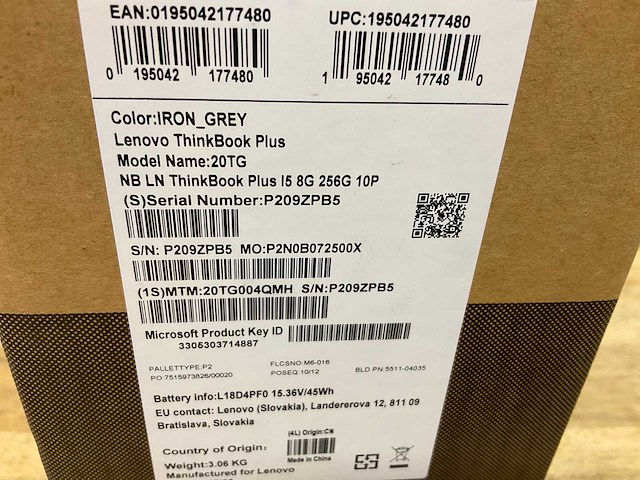 EAN:0195042177480
UPC:195042177480
0 195042 177480
1 95042 17748 0
Color:IRON_GREY
Lenovo ThinkBook Plus
Model Name:20TG
NB LN ThinkBook Plus I5 8G 256G 10P
(S)Serial Number:P209ZPB5
S/N: P209ZPB5 MO:P2N0B072500X
(1S)MTM:20TG004QMH S/N:P209ZPB5
Microsoft Product Key ID
3305303714887
PALLETTYPE:P2
FLCSNO:M6-016
PO:7515973826/00020
POSEQ:10/12
BLD PN:5511-04035
Battery info:L18D4PF0 15.36V/45Wh
EU contact: Lenovo (Slovakia), Landererova 12, 811 09
Bratislava, Slovakia
(4L) Origin:CN
Country of Origin:
Made in China
Weight:3.06 KG
Manufactured for Lenovo